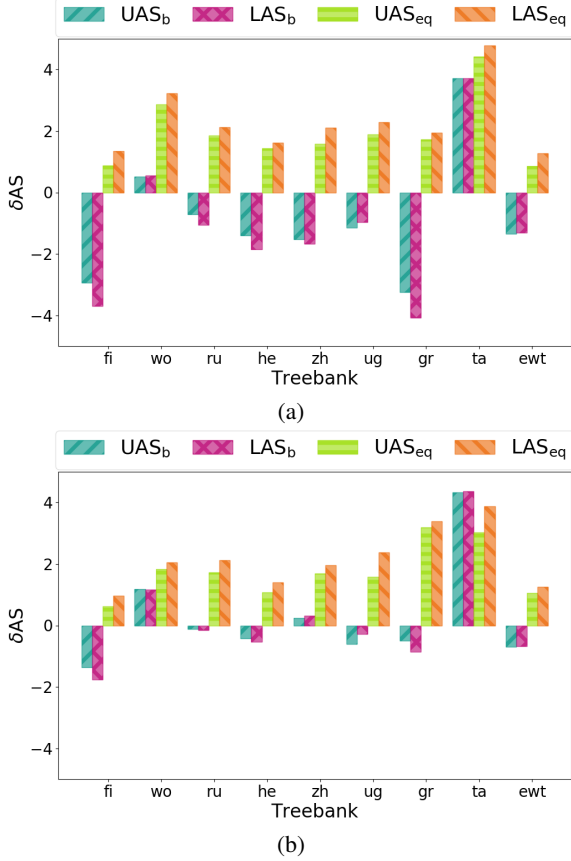 UAS_b LAS_b UAS_eq LAS_eq
4
2
0
−2
−4
δAS
fi wo ru he zh ug gr ta ewt
Treebank
(a)
UAS_b LAS_b UAS_eq LAS_eq
4
2
0
−2
−4
δAS
fi wo ru he zh ug gr ta ewt
Treebank
(b)